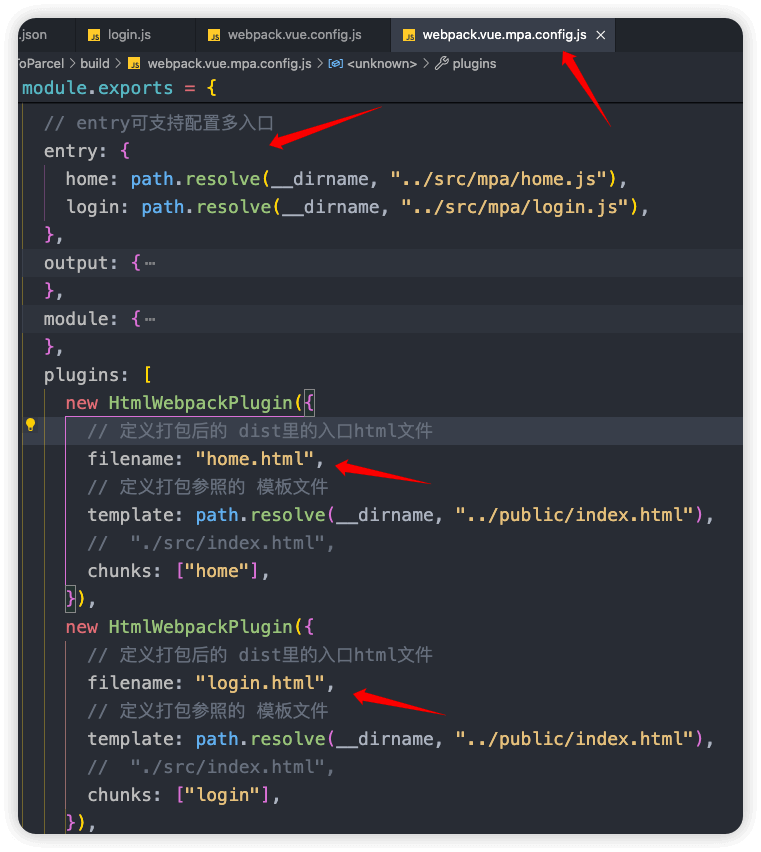 .json JS login.js JS webpack.vue.config.js JS webpack.vue.mpa.config.js ×
ToParcel > build > JS webpack.vue.mpa.config.js > <unknown> > plugins
module.exports = {
// entry可支持配置多入口
entry: {
home: path.resolve(__dirname, "../src/mpa/home.js"),
login: path.resolve(__dirname, "../src/mpa/login.js"),
},
output: {…
},
module: {…
},
plugins: [
new HtmlWebpackPlugin({
// 定义打包后的 dist里的入口html文件
filename: "home.html",
// 定义打包参照的 模板文件
template: path.resolve(__dirname, "../public/index.html"),
//  "./src/index.html",
chunks: ["home"],
}),
new HtmlWebpackPlugin({
// 定义打包后的 dist里的入口html文件
filename: "login.html",
// 定义打包参照的 模板文件
template: path.resolve(__dirname, "../public/index.html"),
//  "./src/index.html",
chunks: ["login"],
}),